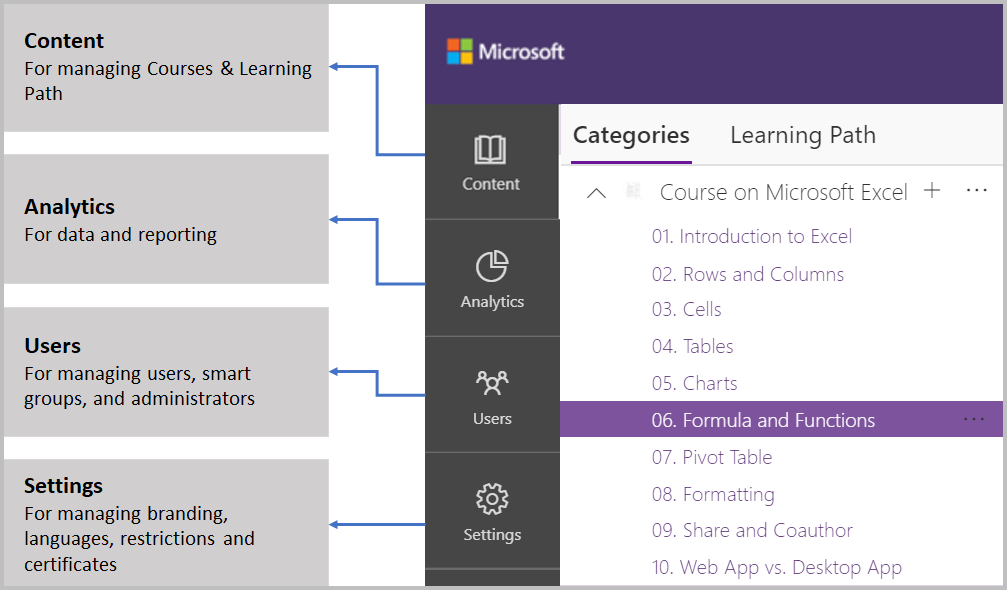 Content
For managing Courses & Learning
Path
Analytics
For data and reporting
Users
For managing users, smart
groups, and administrators
Settings
For managing branding,
languages, restrictions and
certificates
Microsoft
Content
Analytics
Users
Settings
Categories
Learning Path
Course on Microsoft Excel
01. Introduction to Excel
02. Rows and Columns
03. Cells
04. Tables
05. Charts
06. Formula and Functions
07. Pivot Table
08. Formatting
09. Share and Coauthor
10. Web App vs. Desktop App